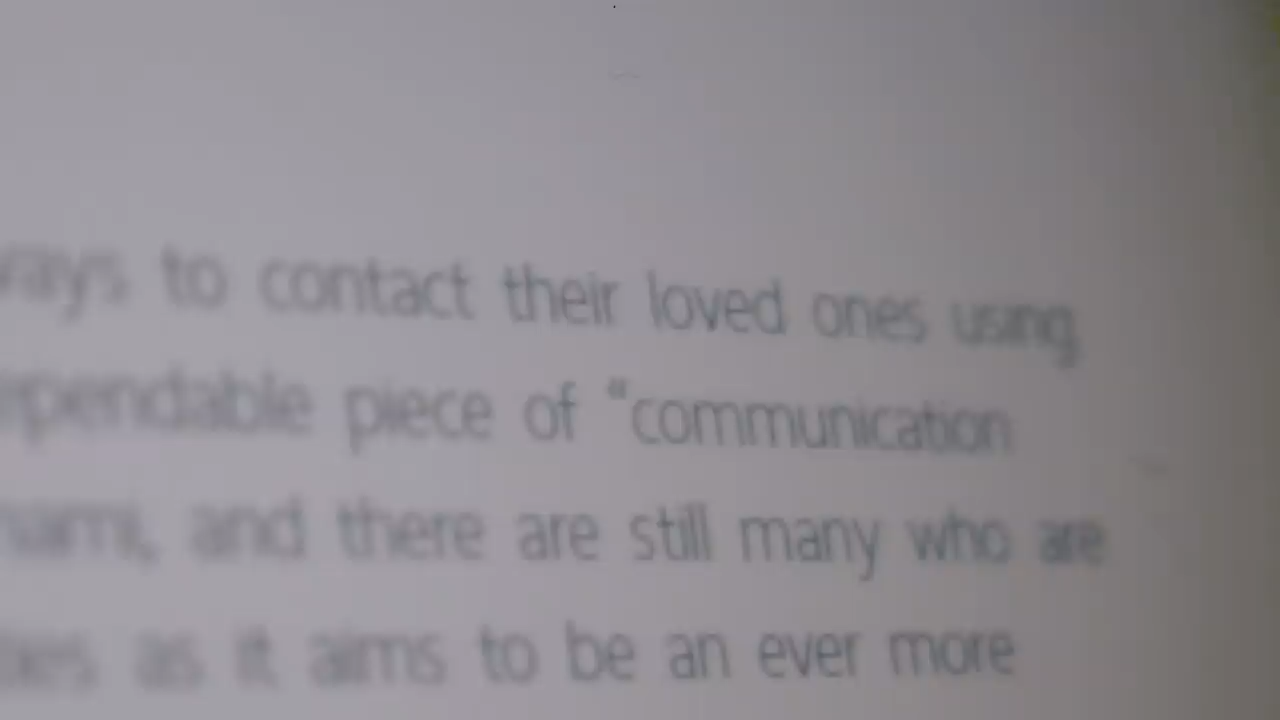 to contact their loved ones using
piece of “communication
and there are still many who are
as it aims to be an ever more